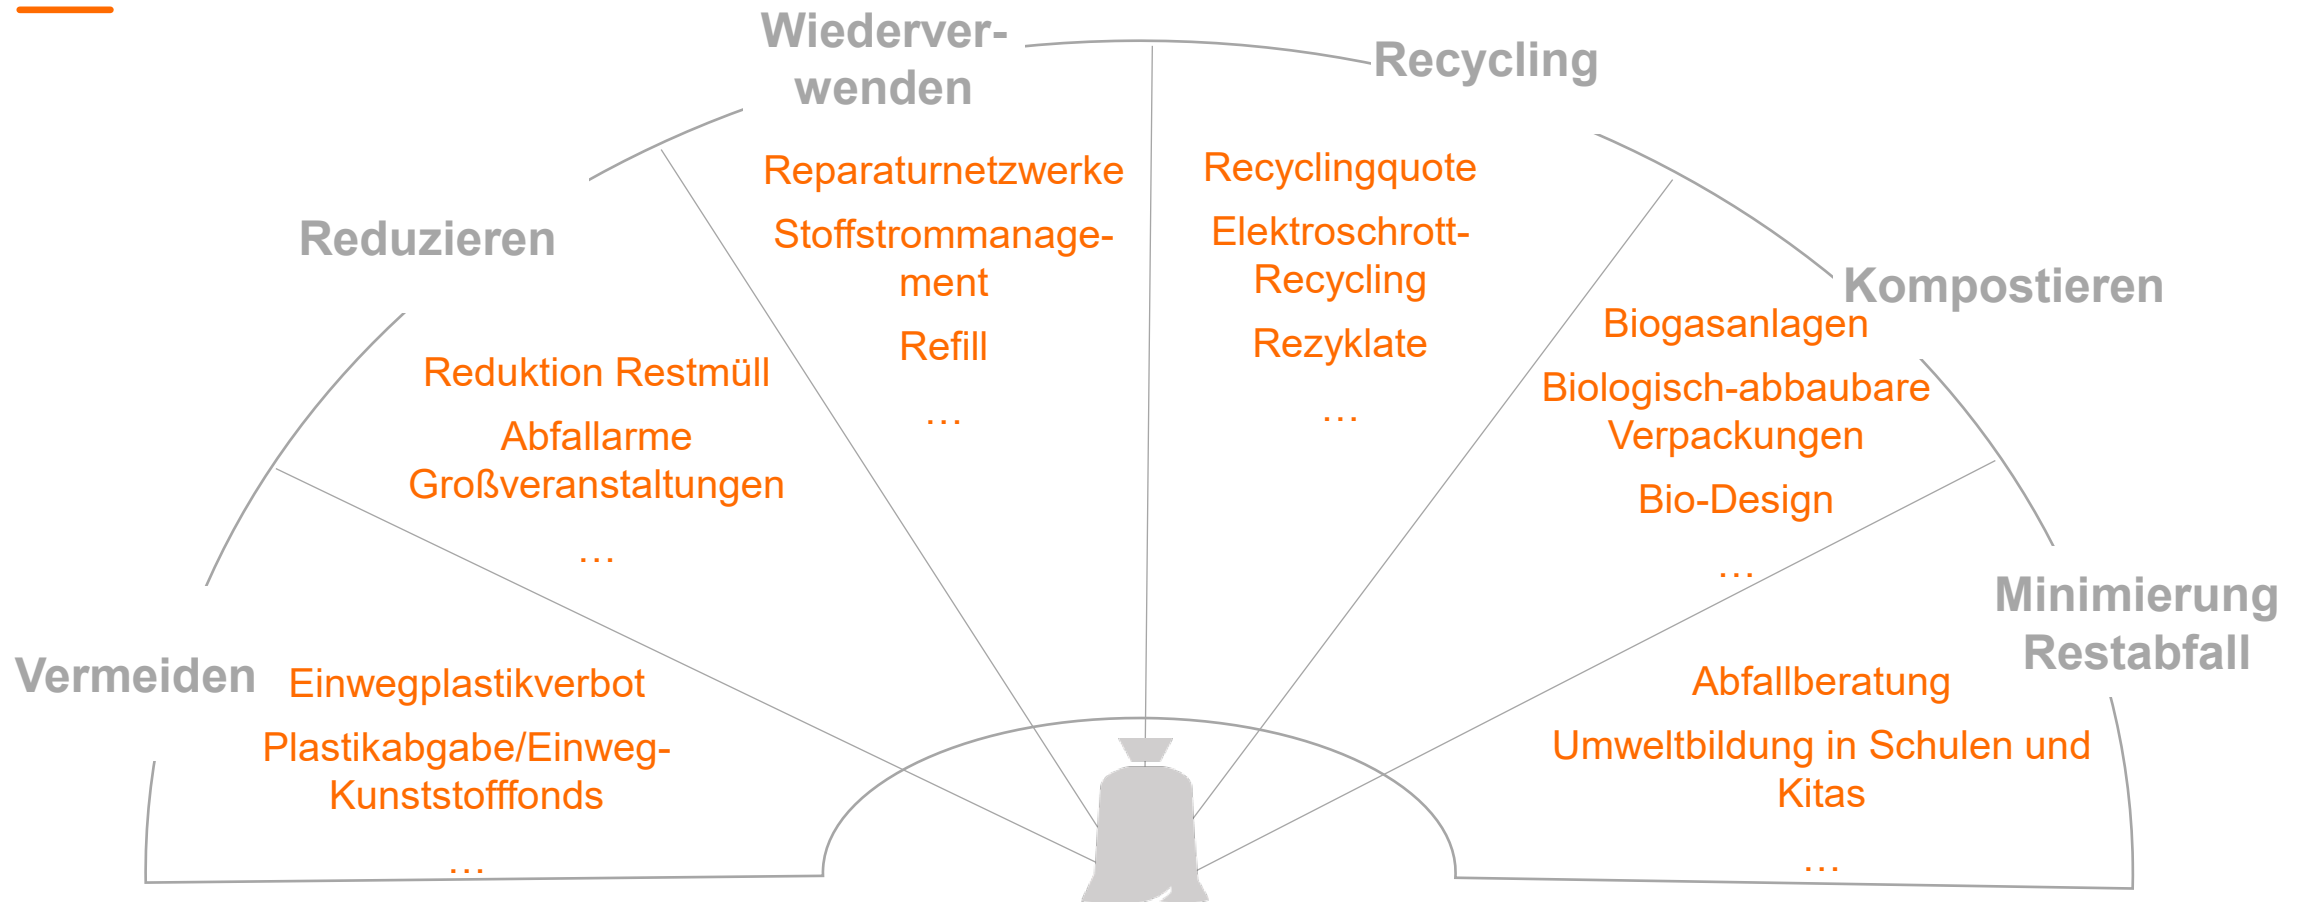 Vermeiden
Einwegplastikverbot
Plastikabgabe/Einweg-
Kunststofffonds
…
Reduzieren
Reduktion Restmüll
Abfallarme
Großveranstaltungen
…
Wiederver-
wenden
Reparaturnetzwerke
Stoffstrommanage-
ment
Refill
…
Recycling
Recyclingquote
Elektroschrott-
Recycling
Rezyklate
…
Kompostieren
Biogasanlagen
Biologisch-abbaubare
Verpackungen
Bio-Design
…
Minimierung
Restabfall
Abfallberatung
Umweltbildung in Schulen und
Kitas
…